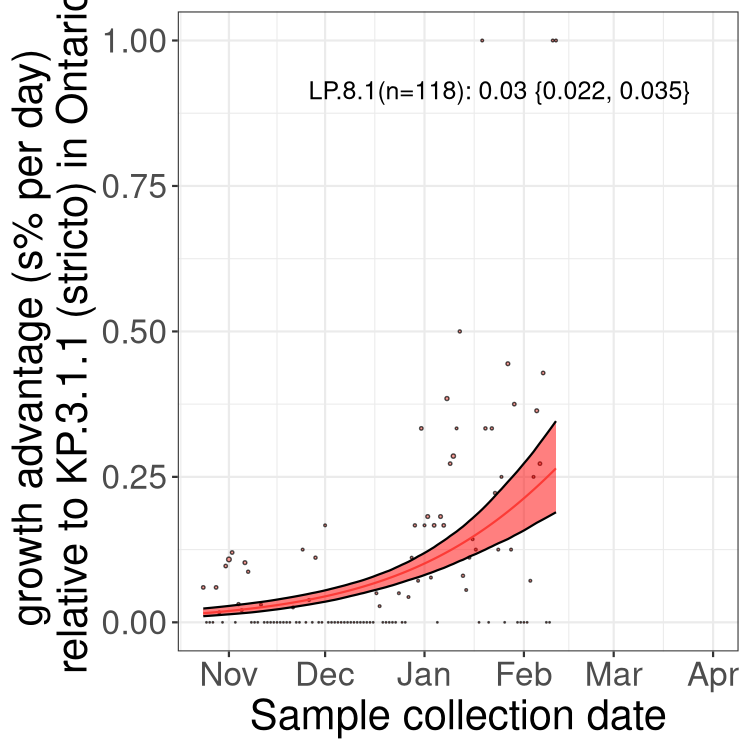 growth advantage (s% per day)
relative to KP.3.1.1 (stricto) in Ontario
1.00
LP.8.1(n=118): 0.03 {0.022, 0.035}
0.75
0.50
0.25
0.00
Nov Dec Jan Feb Mar Apr
Sample collection date